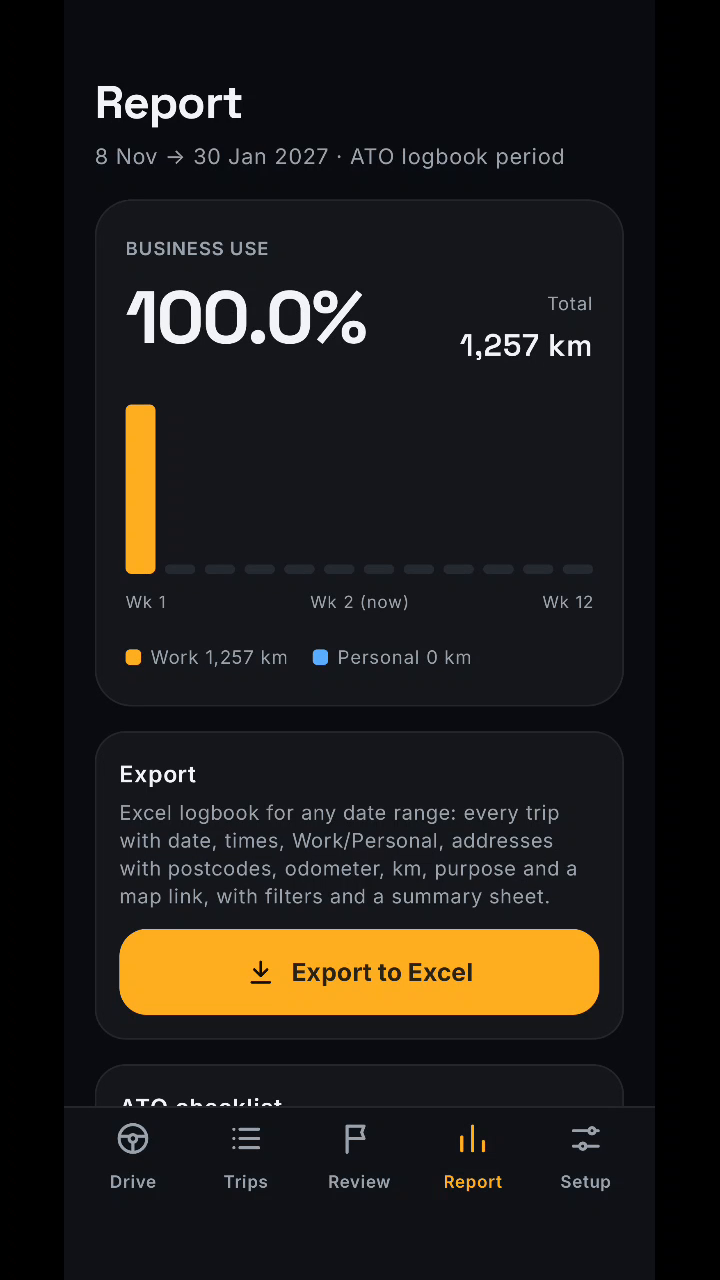 Report
8 Nov → 30 Jan 2027 · ATO logbook period
BUSINESS USE
100.0%
Total
1,257 km
Wk 1
Wk 2 (now)
Wk 12
Work 1,257 km
Personal 0 km
Export
Excel logbook for any date range: every trip
with date, times, Work/Personal, addresses
with postcodes, odometer, km, purpose and a
map link, with filters and a summary sheet.
Export to Excel
ATO checklist
Drive
Trips
Review
Report
Setup